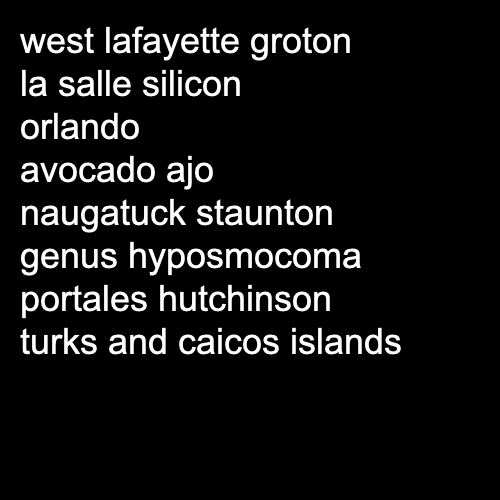 west lafayette groton
la salle silicon
orlando
avocado ajo
naugatuck staunton
genus hyposmocoma
portales hutchinson
turks and caicos islands